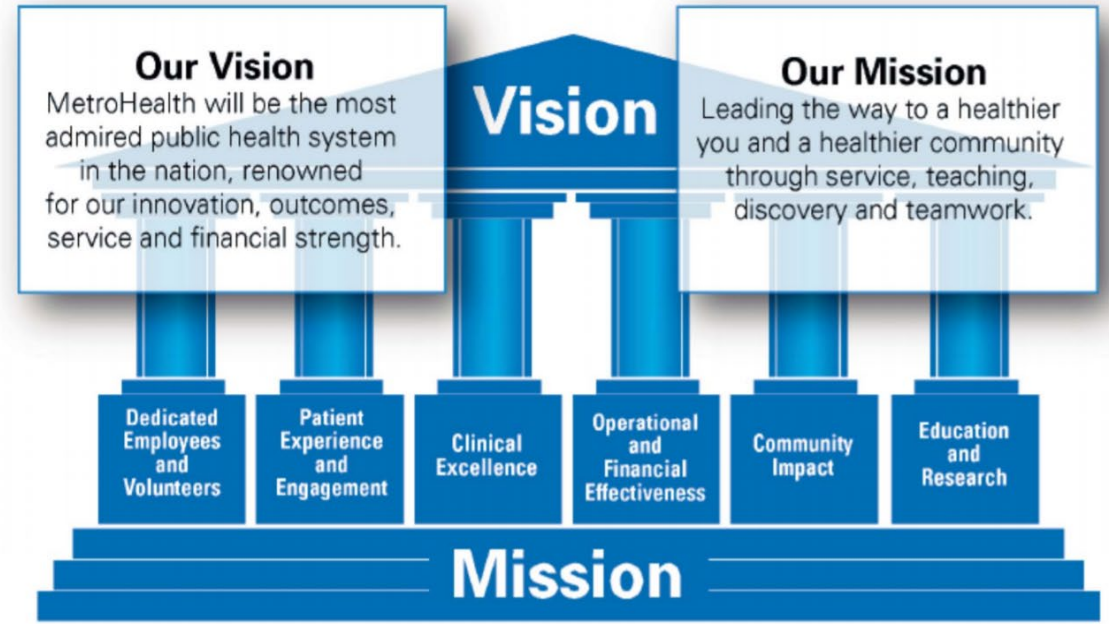 Our Vision
MetroHealth will be the most
admired public health system
in the nation, renowned
for our innovation, outcomes,
service and financial strength.
Vision
Our Mission
Leading the way to a healthier
you and a healthier community
through service, teaching,
discovery and teamwork.
Dedicated
Employees
and
Volunteers
Patient
Experience
and
Engagement
Clinical
Excellence
Operational
and
Financial
Effectiveness
Community
Impact
Education
and
Research
Mission